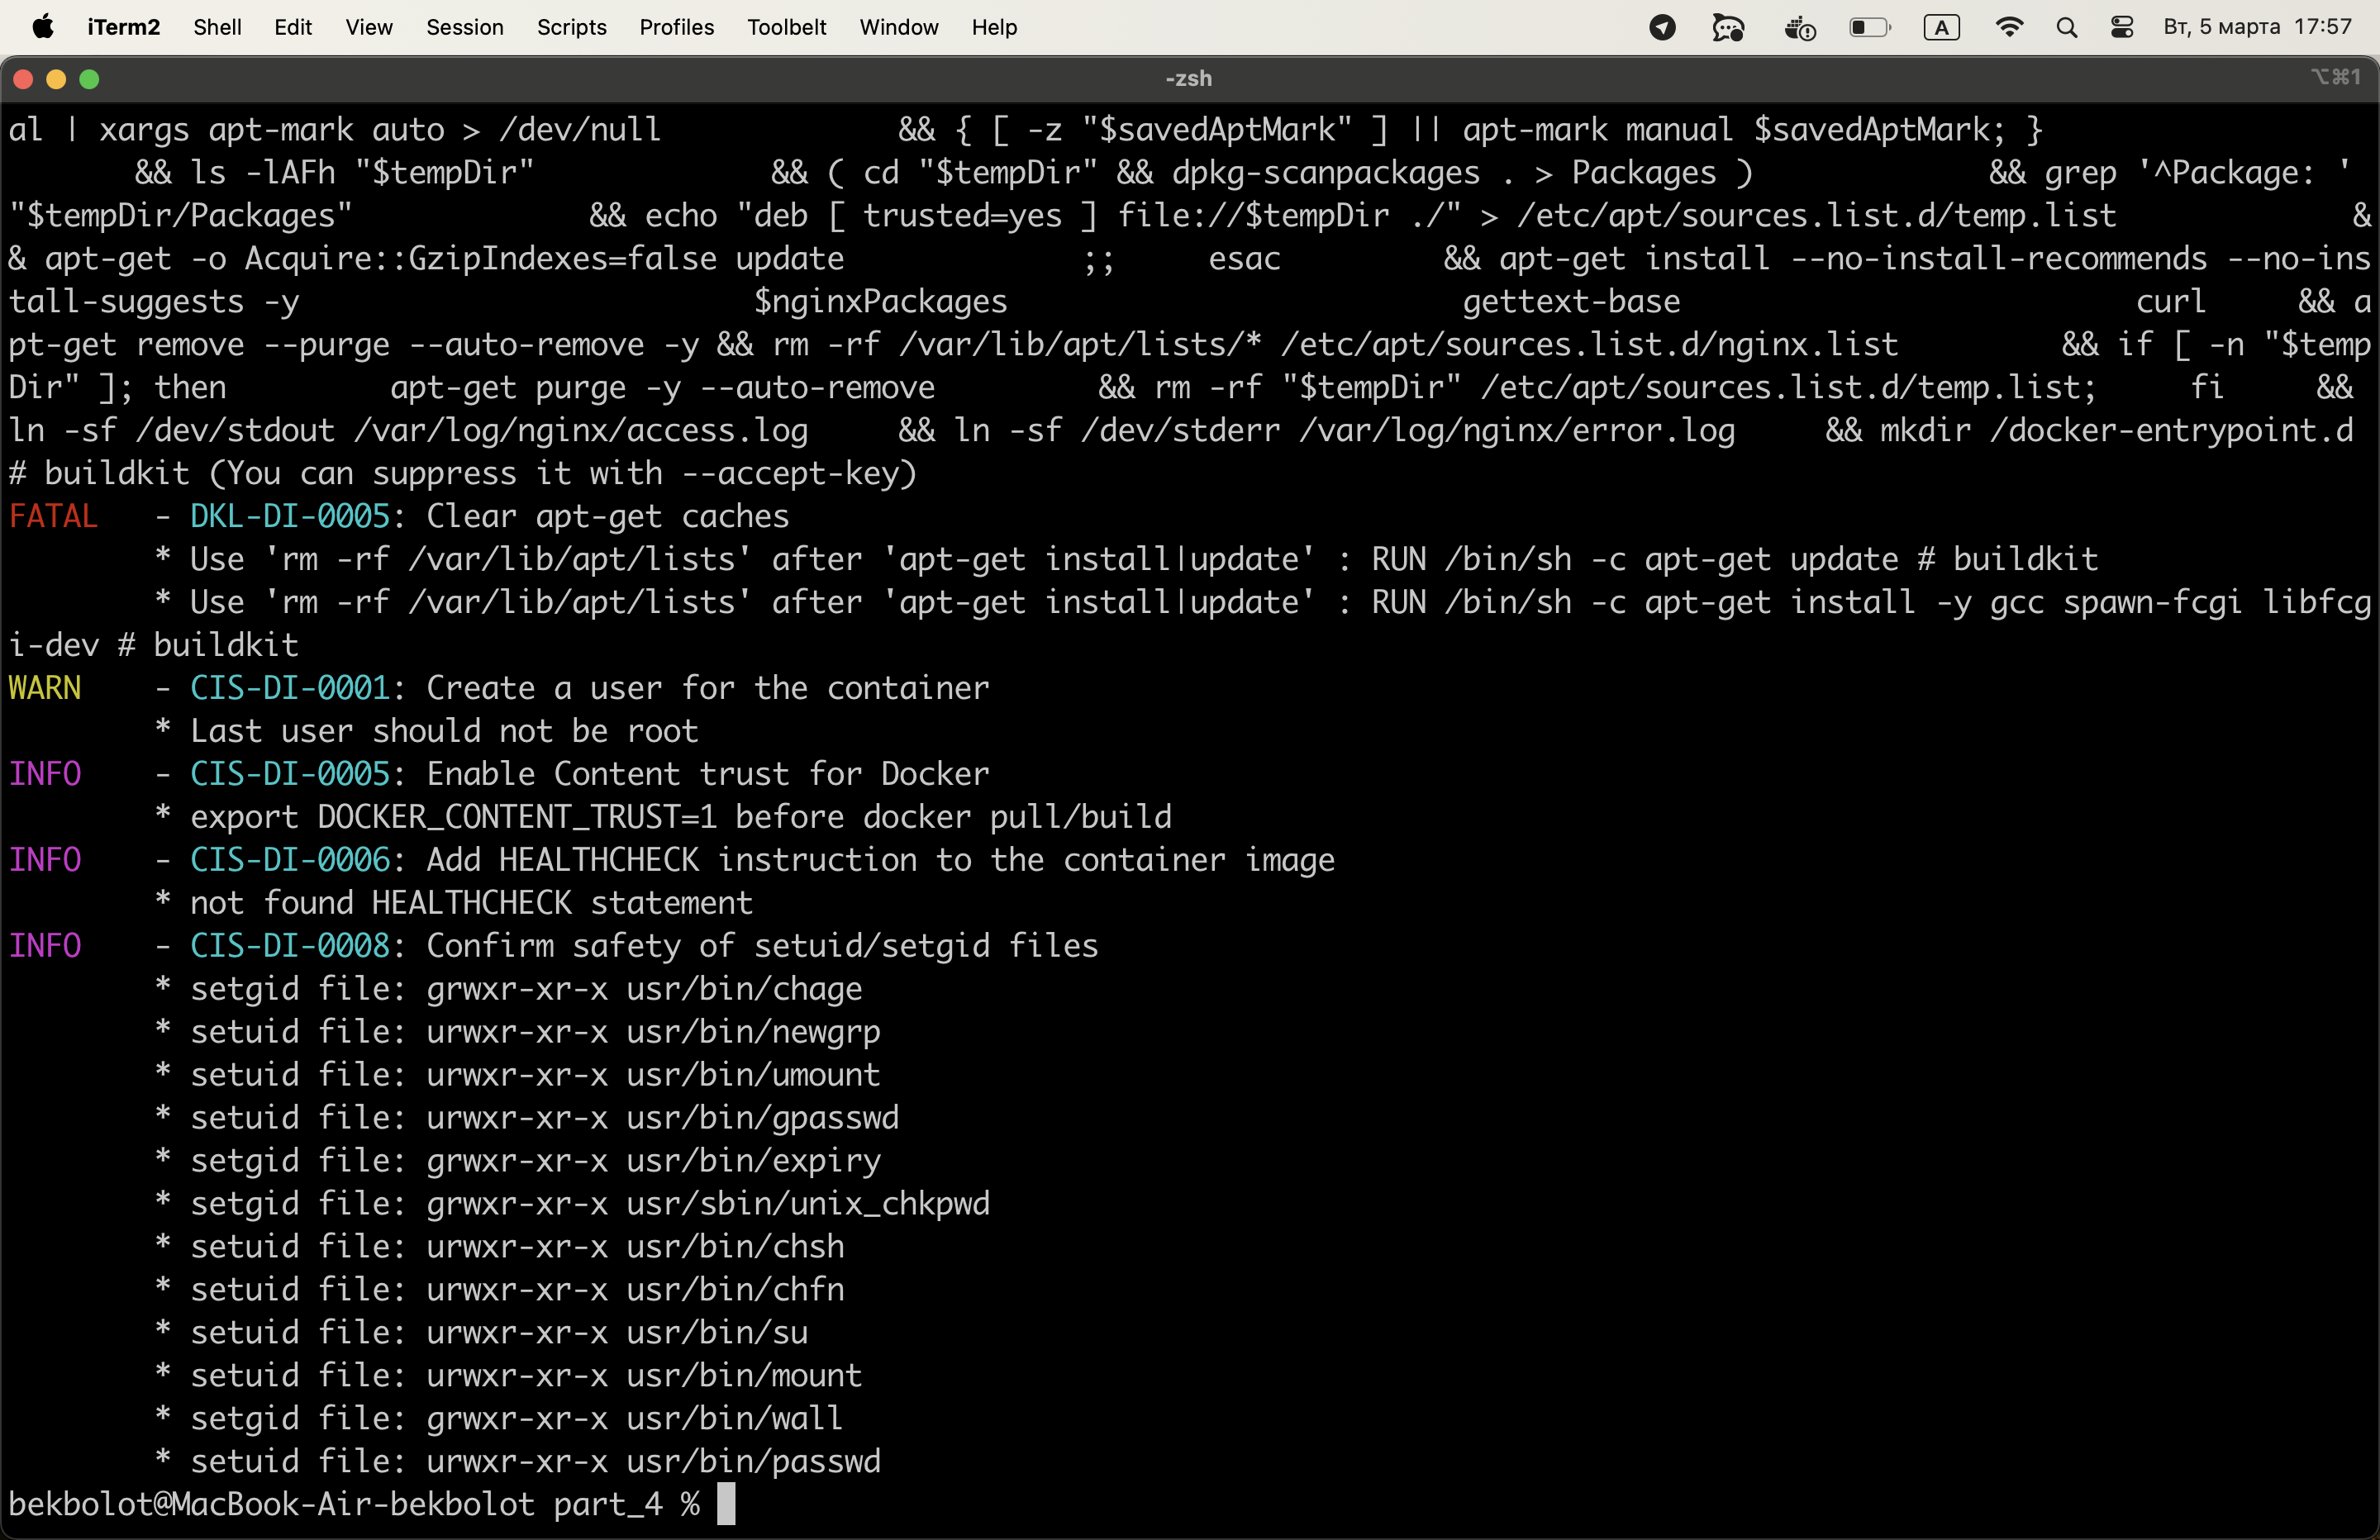 iTerm2 Shell Edit View Session Scripts Profiles Toolbelt Window Help A Вт, 5 марта 17:57
-zsh ⌥⌘1
al | xargs apt-mark auto > /dev/null             && { [ -z "$savedAptMark" ] || apt-mark manual $savedAptMark; }
       && ls -lAFh "$tempDir"             && ( cd "$tempDir" && dpkg-scanpackages . > Packages )             && grep '^Package: '
"$tempDir/Packages"             && echo "deb [ trusted=yes ] file://$tempDir ./" > /etc/apt/sources.list.d/temp.list             &
& apt-get -o Acquire::GzipIndexes=false update             ;;     esac         && apt-get install --no-install-recommends --no-ins
tall-suggests -y                         $nginxPackages                         gettext-base                         curl     && a
pt-get remove --purge --auto-remove -y && rm -rf /var/lib/apt/lists/* /etc/apt/sources.list.d/nginx.list         && if [ -n "$temp
Dir" ]; then         apt-get purge -y --auto-remove         && rm -rf "$tempDir" /etc/apt/sources.list.d/temp.list;     fi     &&
ln -sf /dev/stdout /var/log/nginx/access.log     && ln -sf /dev/stderr /var/log/nginx/error.log     && mkdir /docker-entrypoint.d
# buildkit (You can suppress it with --accept-key)
FATAL   - DKL-DI-0005: Clear apt-get caches
        * Use 'rm -rf /var/lib/apt/lists' after 'apt-get install|update' : RUN /bin/sh -c apt-get update # buildkit
        * Use 'rm -rf /var/lib/apt/lists' after 'apt-get install|update' : RUN /bin/sh -c apt-get install -y gcc spawn-fcgi libfcg
i-dev # buildkit
WARN    - CIS-DI-0001: Create a user for the container
        * Last user should not be root
INFO    - CIS-DI-0005: Enable Content trust for Docker
        * export DOCKER_CONTENT_TRUST=1 before docker pull/build
INFO    - CIS-DI-0006: Add HEALTHCHECK instruction to the container image
        * not found HEALTHCHECK statement
INFO    - CIS-DI-0008: Confirm safety of setuid/setgid files
        * setgid file: grwxr-xr-x usr/bin/chage
        * setuid file: urwxr-xr-x usr/bin/newgrp
        * setuid file: urwxr-xr-x usr/bin/umount
        * setuid file: urwxr-xr-x usr/bin/gpasswd
        * setgid file: grwxr-xr-x usr/bin/expiry
        * setgid file: grwxr-xr-x usr/sbin/unix_chkpwd
        * setuid file: urwxr-xr-x usr/bin/chsh
        * setuid file: urwxr-xr-x usr/bin/chfn
        * setuid file: urwxr-xr-x usr/bin/su
        * setuid file: urwxr-xr-x usr/bin/mount
        * setgid file: grwxr-xr-x usr/bin/wall
        * setuid file: urwxr-xr-x usr/bin/passwd
bekbolot@MacBook-Air-bekbolot part_4 %